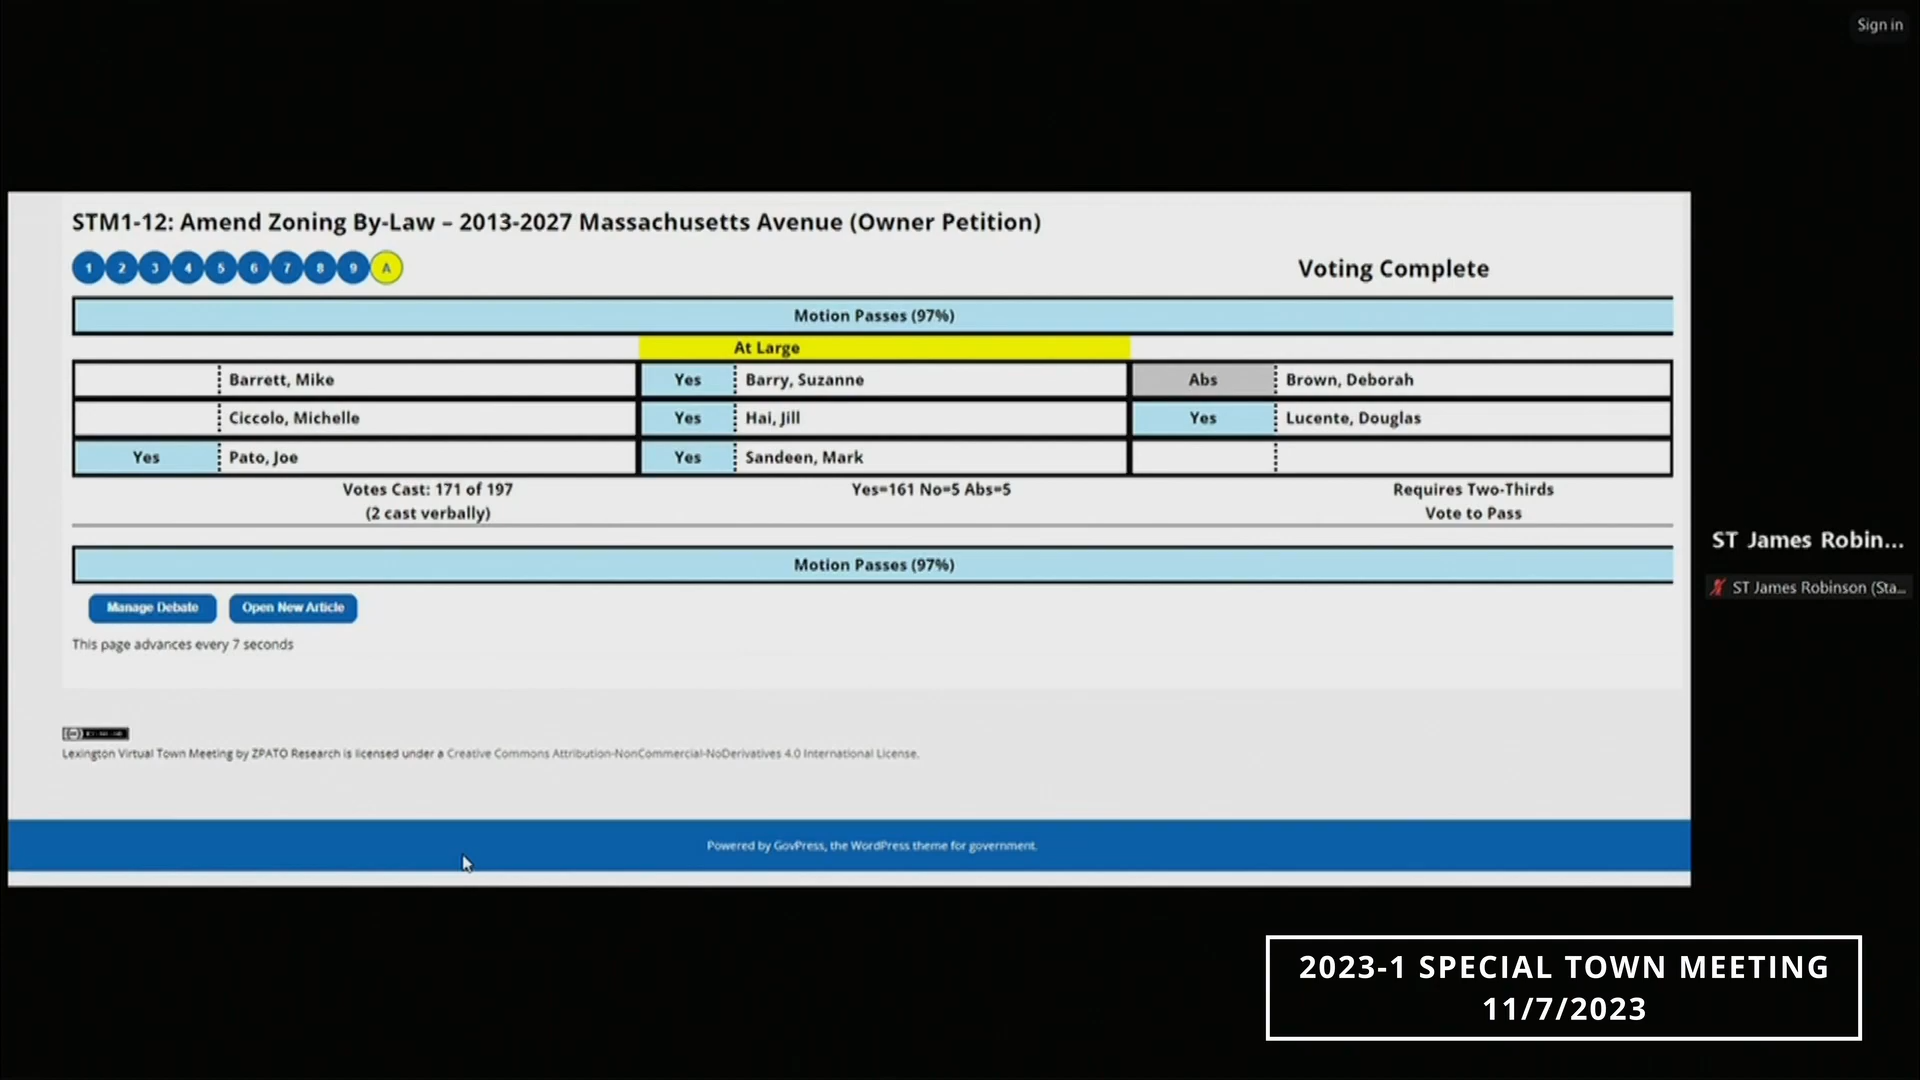 Sign in
STM1-12: Amend Zoning By-Law – 2013-2027 Massachusetts Avenue (Owner Petition)
1 2 3 4 5 6 7 8 9 A
Voting Complete
Motion Passes (97%)
At Large
Barrett, Mike Yes Barry, Suzanne Abs Brown, Deborah
Ciccolo, Michelle Yes Hai, Jill Yes Lucente, Douglas
Yes Pato, Joe Yes Sandeen, Mark
Votes Cast: 171 of 197 Yes=161 No=5 Abs=5 Requires Two-Thirds
(2 cast verbally) Vote to Pass
Motion Passes (97%)
Manage Debate Open New Article
This page advances every 7 seconds
Lexington Virtual Town Meeting by ZPATO Research is licensed under a Creative Commons Attribution-NonCommercial-NoDerivatives 4.0 International License.
Powered by GovPress, the WordPress theme for government.
ST James Robin...
ST James Robinson (Sta...
2023-1 SPECIAL TOWN MEETING
11/7/2023